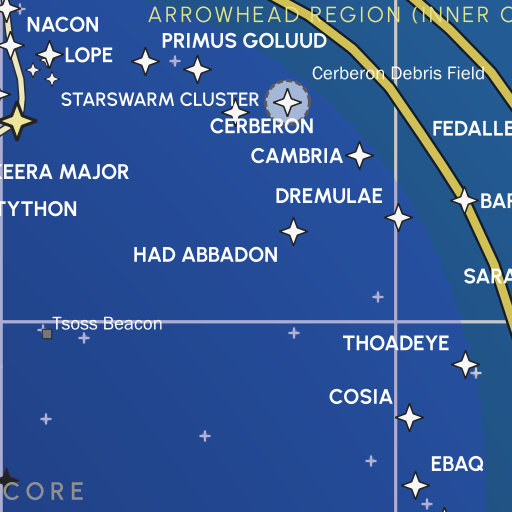 ARROWHEAD REGION (INNER
NACON
PRIMUS GOLUUD
LOPE
Cerberon Debris Field
STARSWARM CLUSTER
CERBERON
FEDALLE
CAMBRIA
KEERA MAJOR
DREMULAE
BAR
TYTHON
HAD ABBADON
SARA
Tsoss Beacon
THOADEYE
COSIA
EBAQ
CORE